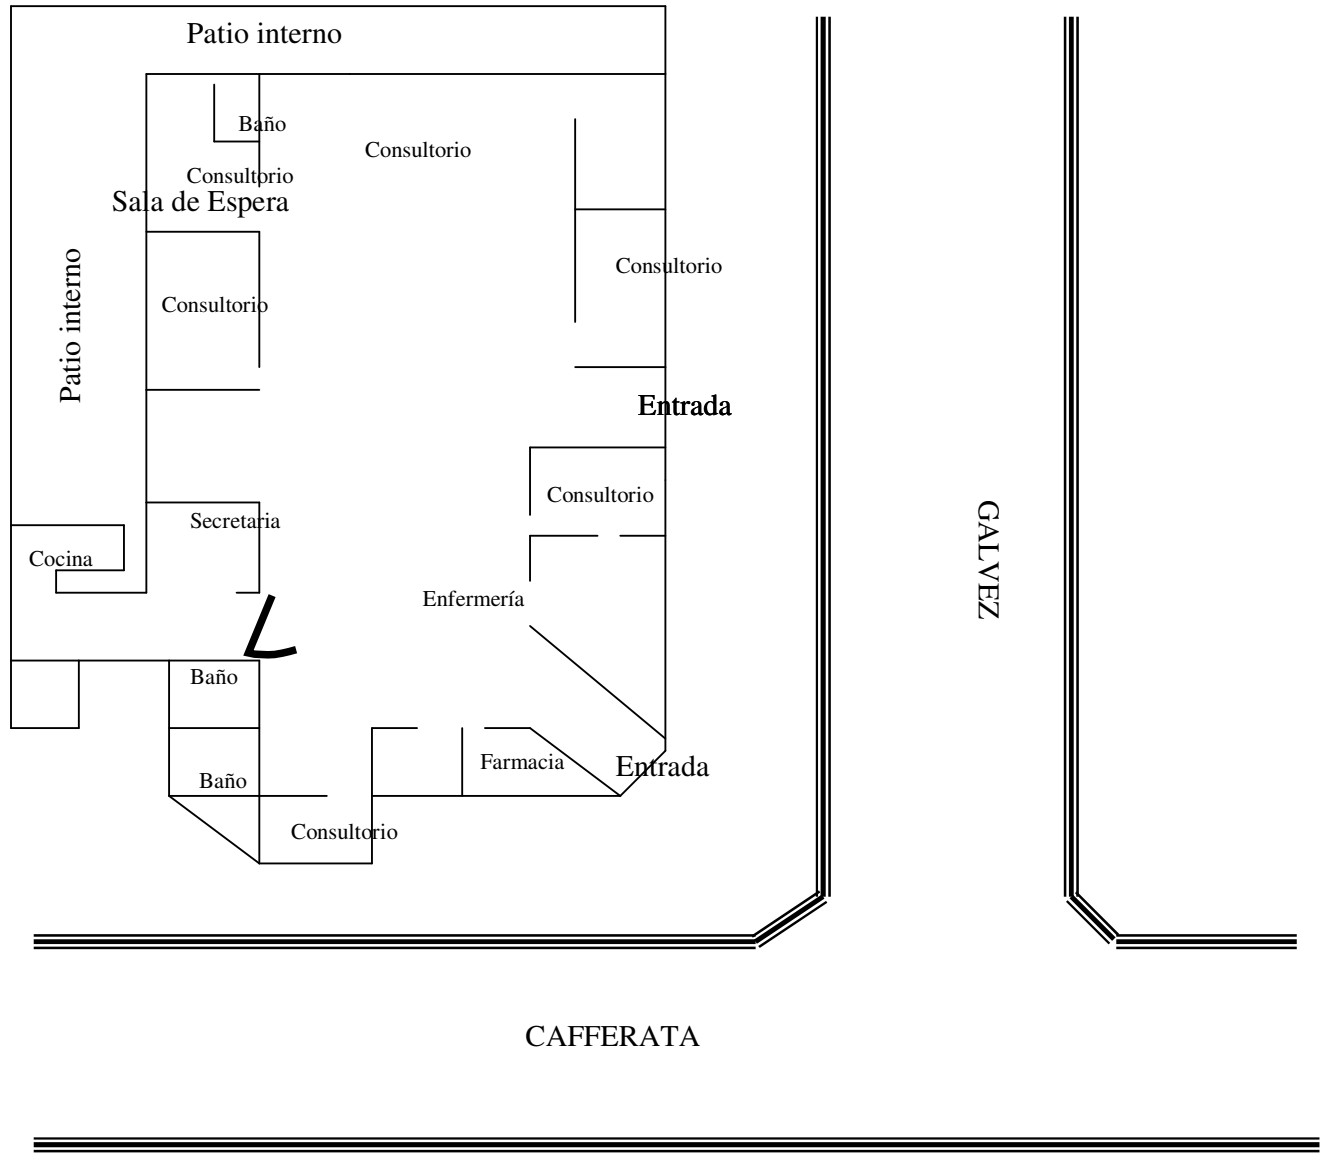 Patio interno
Baño
Consultorio
Consultorio
Sala de Espera
Consultorio
Patio interno
Consultorio
Entrada
Consultorio
Secretaria
Cocina
Enfermería
GALVEZ
Baño
Farmacia
Entrada
Baño
Consultorio
CAFFERATA